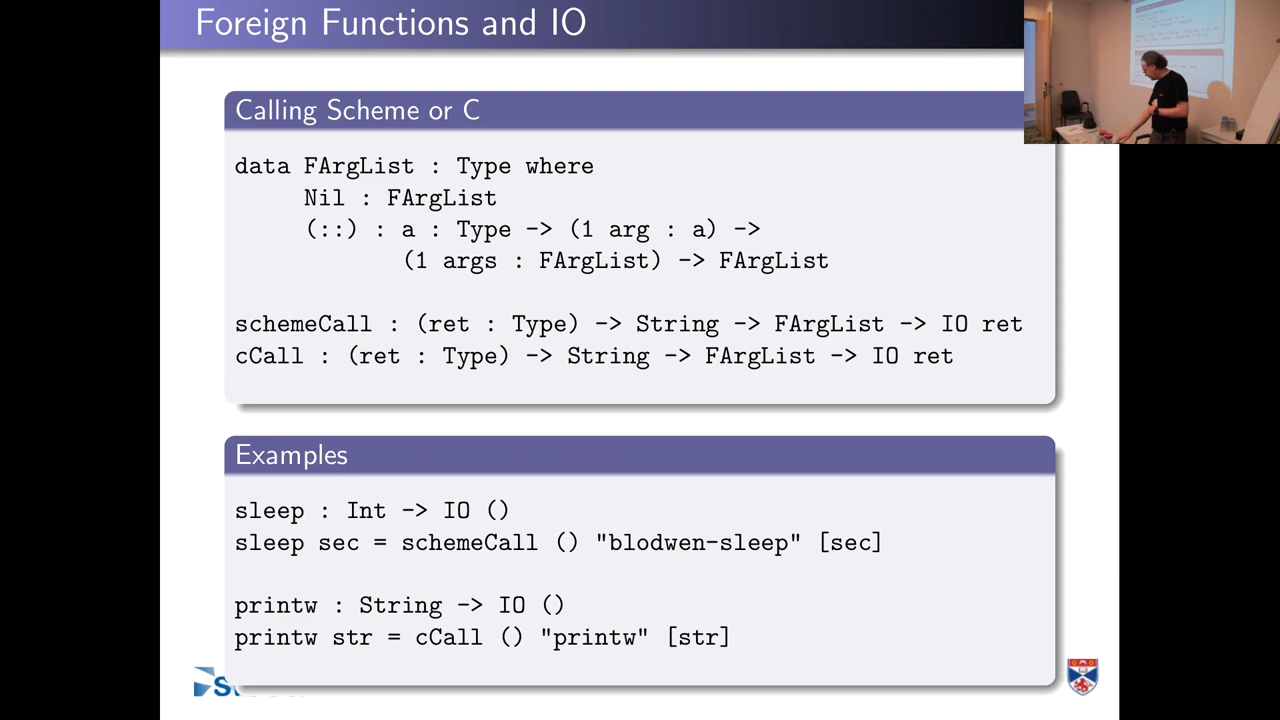 Foreign Functions and IO
Calling Scheme or C
data FArgList : Type where
Nil : FArgList
(::) : a : Type -> (1 arg : a) ->
(1 args : FArgList) -> FArgList
schemeCall : (ret : Type) -> String -> FArgList -> IO ret
cCall : (ret : Type) -> String -> FArgList -> IO ret
Examples
sleep : Int -> IO ()
sleep sec = schemeCall () "blodwen-sleep" [sec]
printw : String -> IO ()
printw str = cCall () "printw" [str]